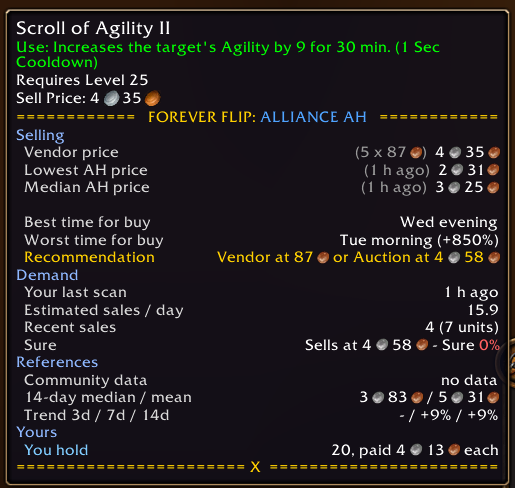 Scroll of Agility II
Use: Increases the target's Agility by 9 for 30 min. (1 Sec
Cooldown)
Requires Level 25
Sell Price: 4 35
============ FOREVER FLIP: ALLIANCE AH ============
Selling
Vendor price (5 x 87 ) 4 35
Lowest AH price (1 h ago) 2 31
Median AH price (1 h ago) 3 25
Best time for buy Wed evening
Worst time for buy Tue morning (+850%)
Recommendation Vendor at 87 or Auction at 4 58
Demand
Your last scan 1 h ago
Estimated sales / day 15.9
Recent sales 4 (7 units)
Sure Sells at 4 58 - Sure 0%
References
Community data no data
14-day median / mean 3 83 / 5 31
Trend 3d / 7d / 14d - / +9% / +9%
Yours
You hold 20, paid 4 13 each
======================= X =======================